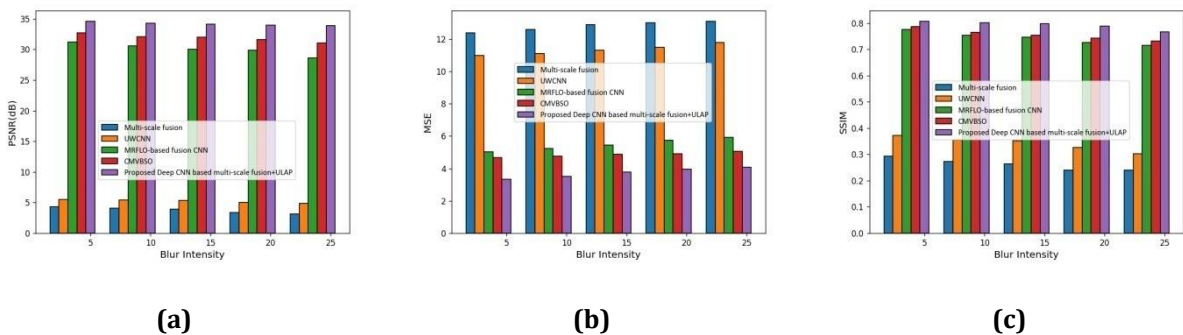 35
30
25
20
15
10
5
0
PSNR(dB)
Multi-scale fusion
UWCNN
MRFLO-based fusion CNN
CMVBSO
Proposed Deep CNN based multi-scale fusion+ULAP
5 10 15 20 25
Blur Intensity
(a)
12
10
8
6
4
2
0
MSE
Multi-scale fusion
UWCNN
MRFLO-based fusion CNN
CMVBSO
Proposed Deep CNN based multi-scale fusion+ULAP
5 10 15 20 25
Blur Intensity
(b)
0.8
0.7
0.6
0.5
0.4
0.3
0.2
0.1
0.0
SSIM
Multi-scale fusion
UWCNN
MRFLO-based fusion CNN
CMVBSO
Proposed Deep CNN based multi-scale fusion+ULAP
5 10 15 20 25
Blur Intensity
(c)